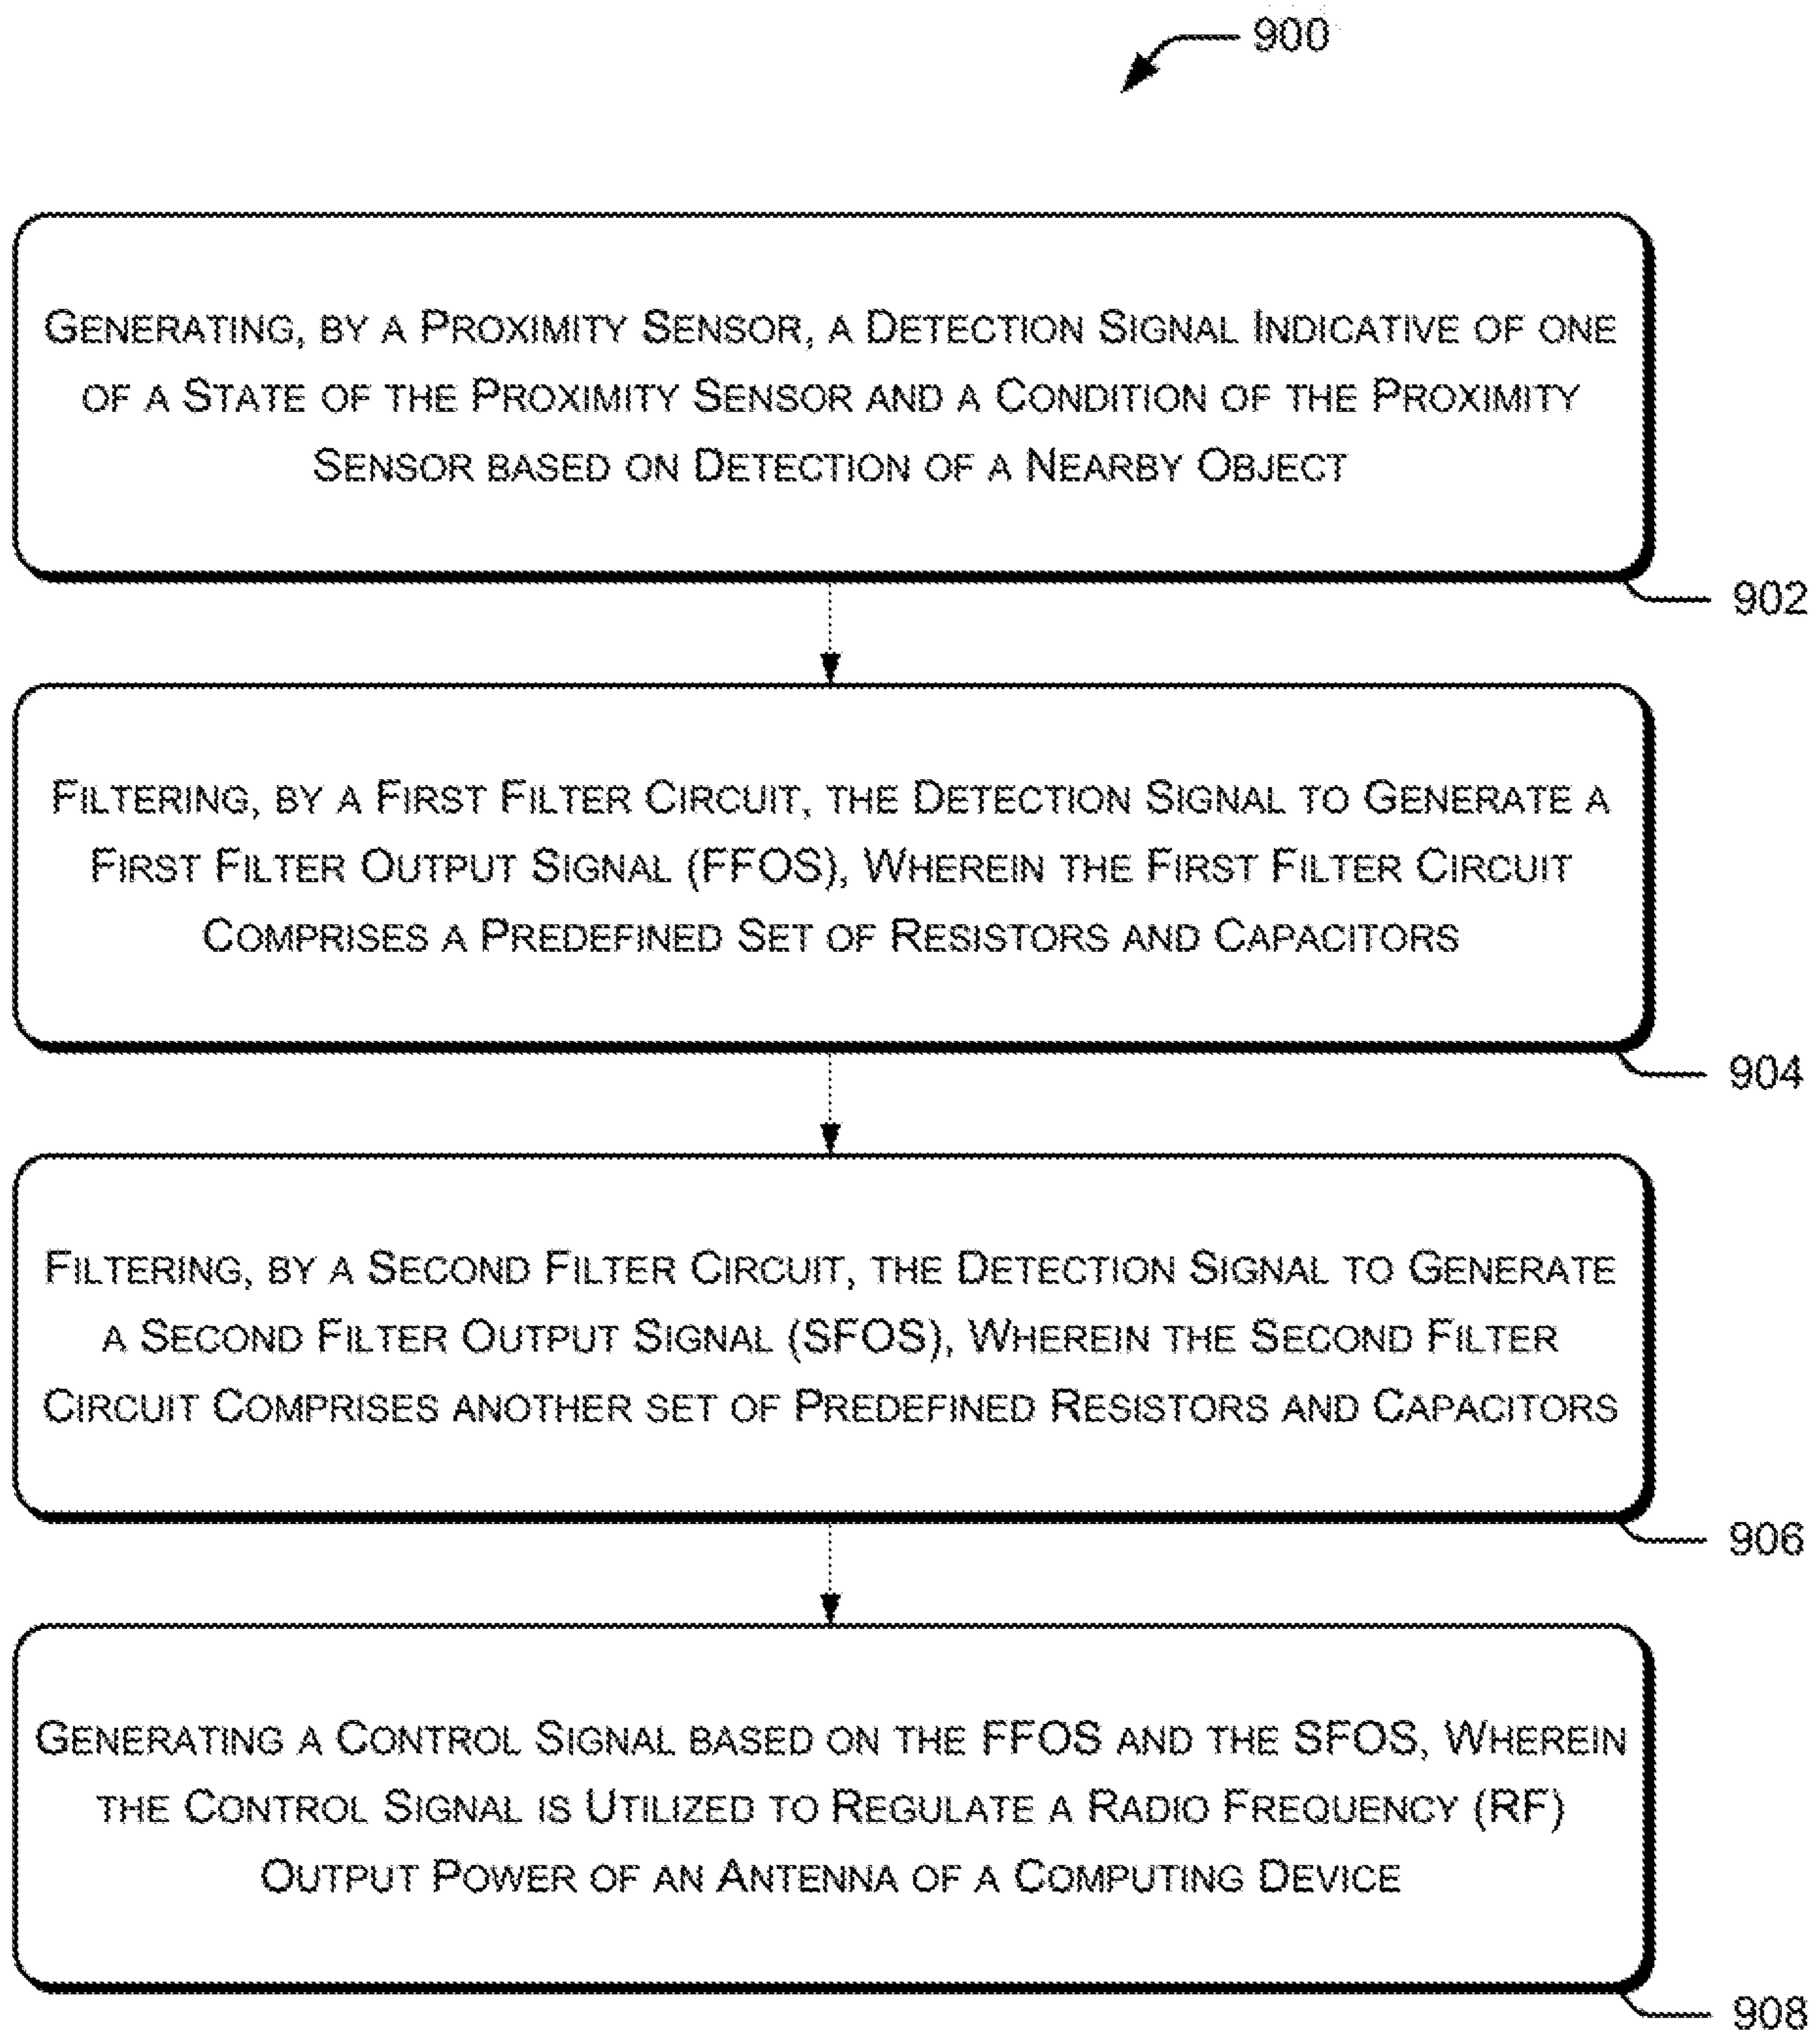 900
GENERATING, BY A PROXIMITY SENSOR, A DETECTION SIGNAL INDICATIVE OF ONE
OF A STATE OF THE PROXIMITY SENSOR AND A CONDITION OF THE PROXIMITY
SENSOR BASED ON DETECTION OF A NEARBY OBJECT
902
FILTERING, BY A FIRST FILTER CIRCUIT, THE DETECTION SIGNAL TO GENERATE A
FIRST FILTER OUTPUT SIGNAL (FFOS), WHEREIN THE FIRST FILTER CIRCUIT
COMPRISES A PREDEFINED SET OF RESISTORS AND CAPACITORS
904
FILTERING, BY A SECOND FILTER CIRCUIT, THE DETECTION SIGNAL TO GENERATE
A SECOND FILTER OUTPUT SIGNAL (SFOS), WHEREIN THE SECOND FILTER
CIRCUIT COMPRISES ANOTHER SET OF PREDEFINED RESISTORS AND CAPACITORS
906
GENERATING A CONTROL SIGNAL BASED ON THE FFOS AND THE SFOS, WHEREIN
THE CONTROL SIGNAL IS UTILIZED TO REGULATE A RADIO FREQUENCY (RF)
OUTPUT POWER OF AN ANTENNA OF A COMPUTING DEVICE
908